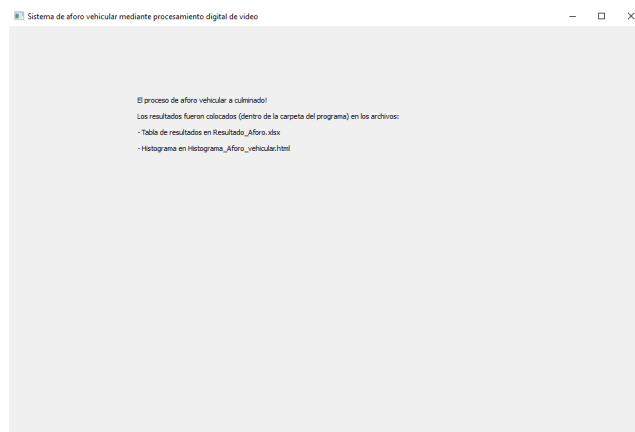 Sistema de aforo vehicular mediante procesamiento digital de video
El proceso de aforo vehicular a culminado!
Los resultados fueron colocados (dentro de la carpeta del programa) en los archivos:
- Tabla de resultados en Resultado_Aforo.xlsx
- Histograma en Histograma_Aforo_vehicular.html